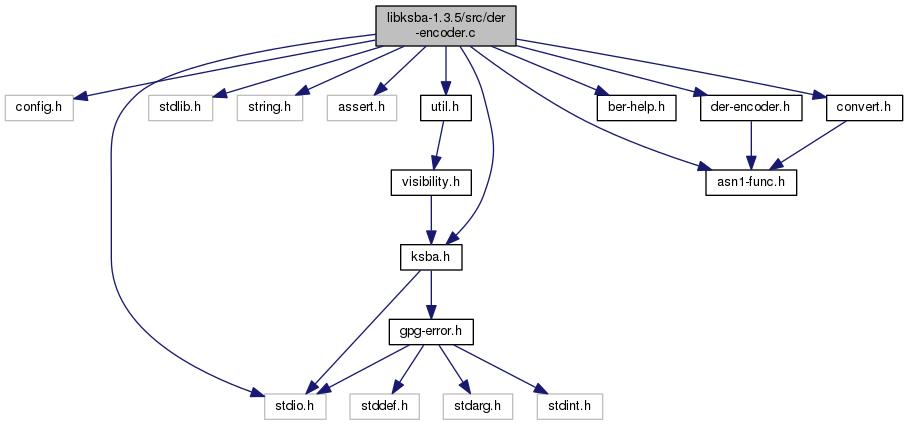 libksba-1.3.5/src/der
-encoder.c
config.h
stdlib.h
string.h
assert.h
util.h
ber-help.h
der-encoder.h
convert.h
visibility.h
asn1-func.h
ksba.h
gpg-error.h
stdio.h
stddef.h
stdarg.h
stdint.h